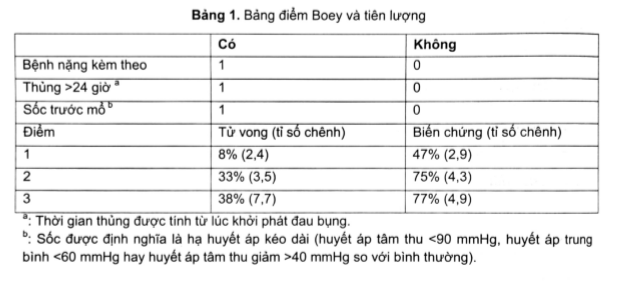 Bảng 1. Bảng điểm Boey và tiên lượng
Có Không
Bệnh nặng kèm theo 1 0
Thủng >24 giờ a 1 0
Sốc trước mổ b 1 0
Điểm Tử vong (tỉ số chênh) Biến chứng (tỉ số chênh)
1 8% (2,4) 47% (2,9)
2 33% (3,5) 75% (4,3)
3 38% (7,7) 77% (4,9)
a: Thời gian thủng được tính từ lúc khởi phát đau bụng.
b: Sốc được định nghĩa là hạ huyết áp kéo dài (huyết áp tâm thu <90 mmHg, huyết áp trung
bình <60 mmHg hay huyết áp tâm thu giảm >40 mmHg so với bình thường).